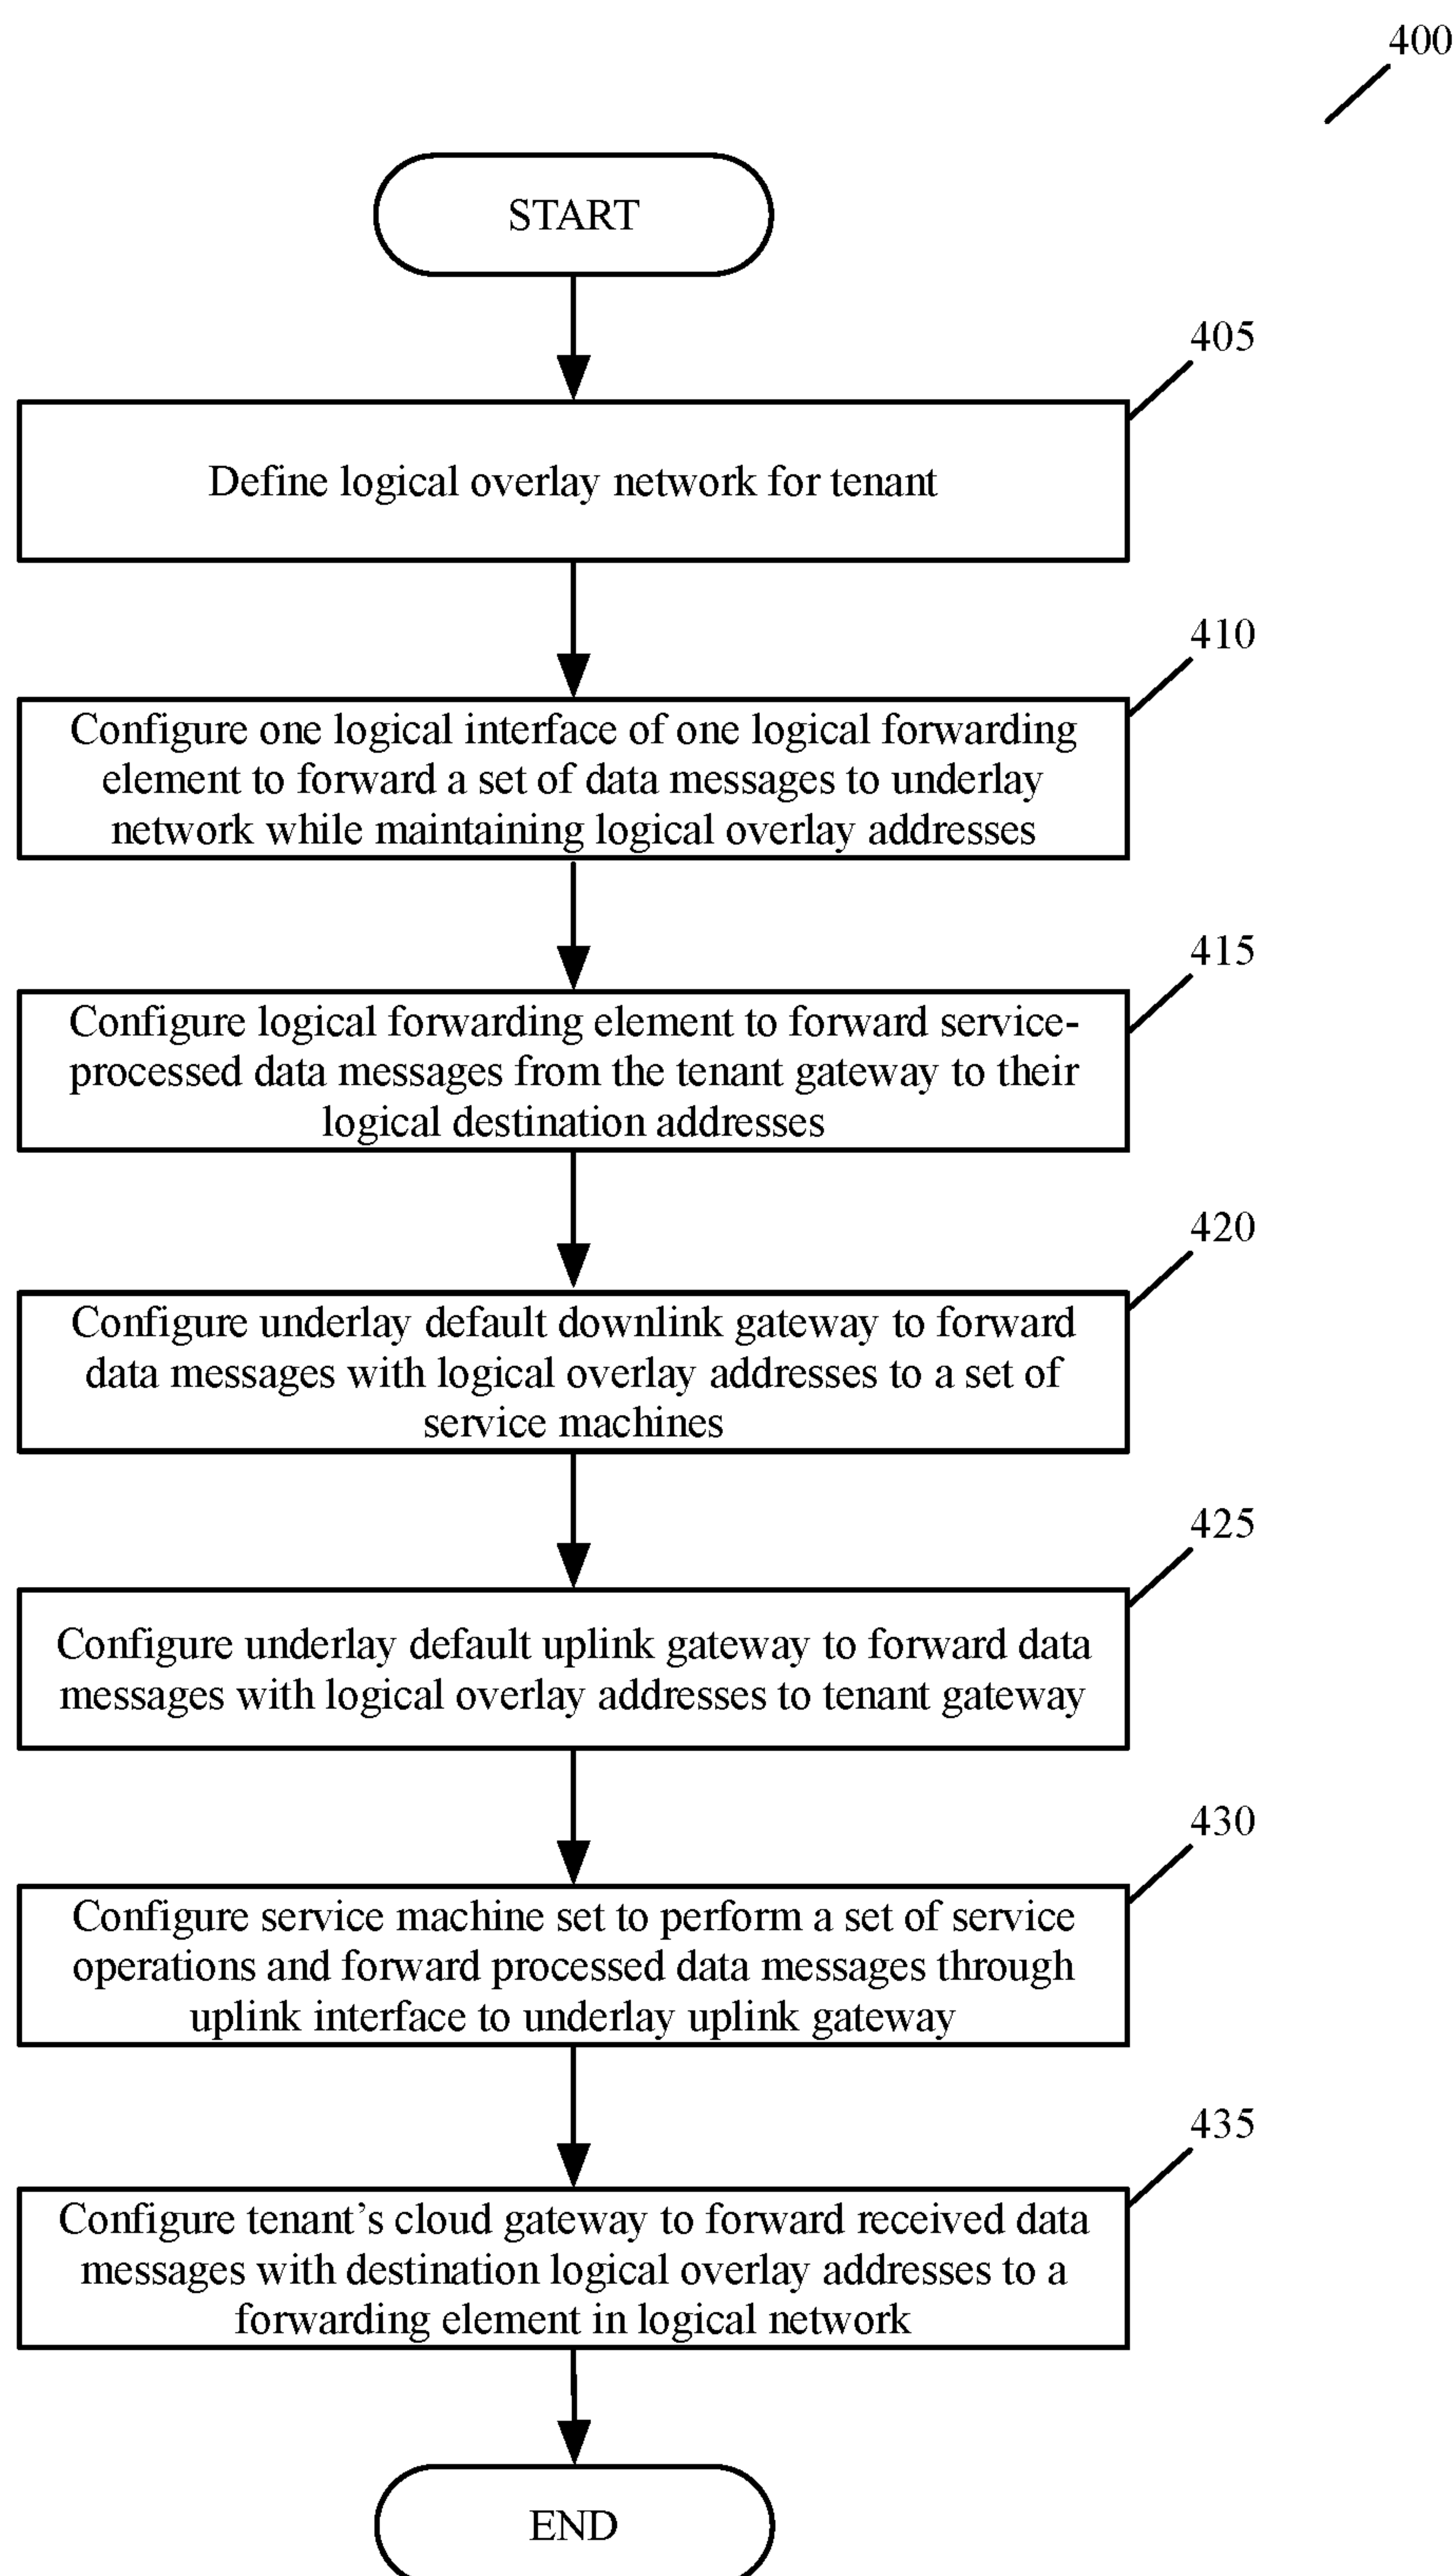 400
START
405
Define logical overlay network for tenant
410
Configure one logical interface of one logical forwarding
element to forward a set of data messages to underlay
network while maintaining logical overlay addresses
415
Configure logical forwarding element to forward service-
processed data messages from the tenant gateway to their
logical destination addresses
420
Configure underlay default downlink gateway to forward
data messages with logical overlay addresses to a set of
service machines
425
Configure underlay default uplink gateway to forward data
messages with logical overlay addresses to tenant gateway
430
Configure service machine set to perform a set of service
operations and forward processed data messages through
uplink interface to underlay uplink gateway
435
Configure tenant’s cloud gateway to forward received data
messages with destination logical overlay addresses to a
forwarding element in logical network
END